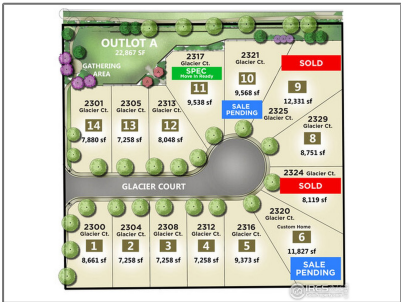 OUTLOT A
22,867 SF
GATHERING
AREA
2317
Glacier Ct.
SPEC
Move In Ready
11
9,538 sf
2321
Glacier Ct.
10
9,568 sf
SALE
PENDING
SOLD
9
12,331 sf
2325
Glacier Ct.
2329
Glacier Ct.
8
8,751 sf
2301
Glacier Ct.
14
7,880 sf
2305
Glacier Ct.
13
7,258 sf
2313
Glacier Ct.
12
8,048 sf
2324 Glacier Ct.
SOLD
8,119 sf
GLACIER COURT
2300
Glacier Ct.
1
8,661 sf
2304
Glacier Ct.
2
7,258 sf
2308
Glacier Ct.
3
7,258 sf
2312
Glacier Ct.
4
7,258 sf
2316
Glacier Ct.
5
9,373 sf
2320
Glacier Ct.
Custom Home
6
11,827 sf
SALE
PENDING